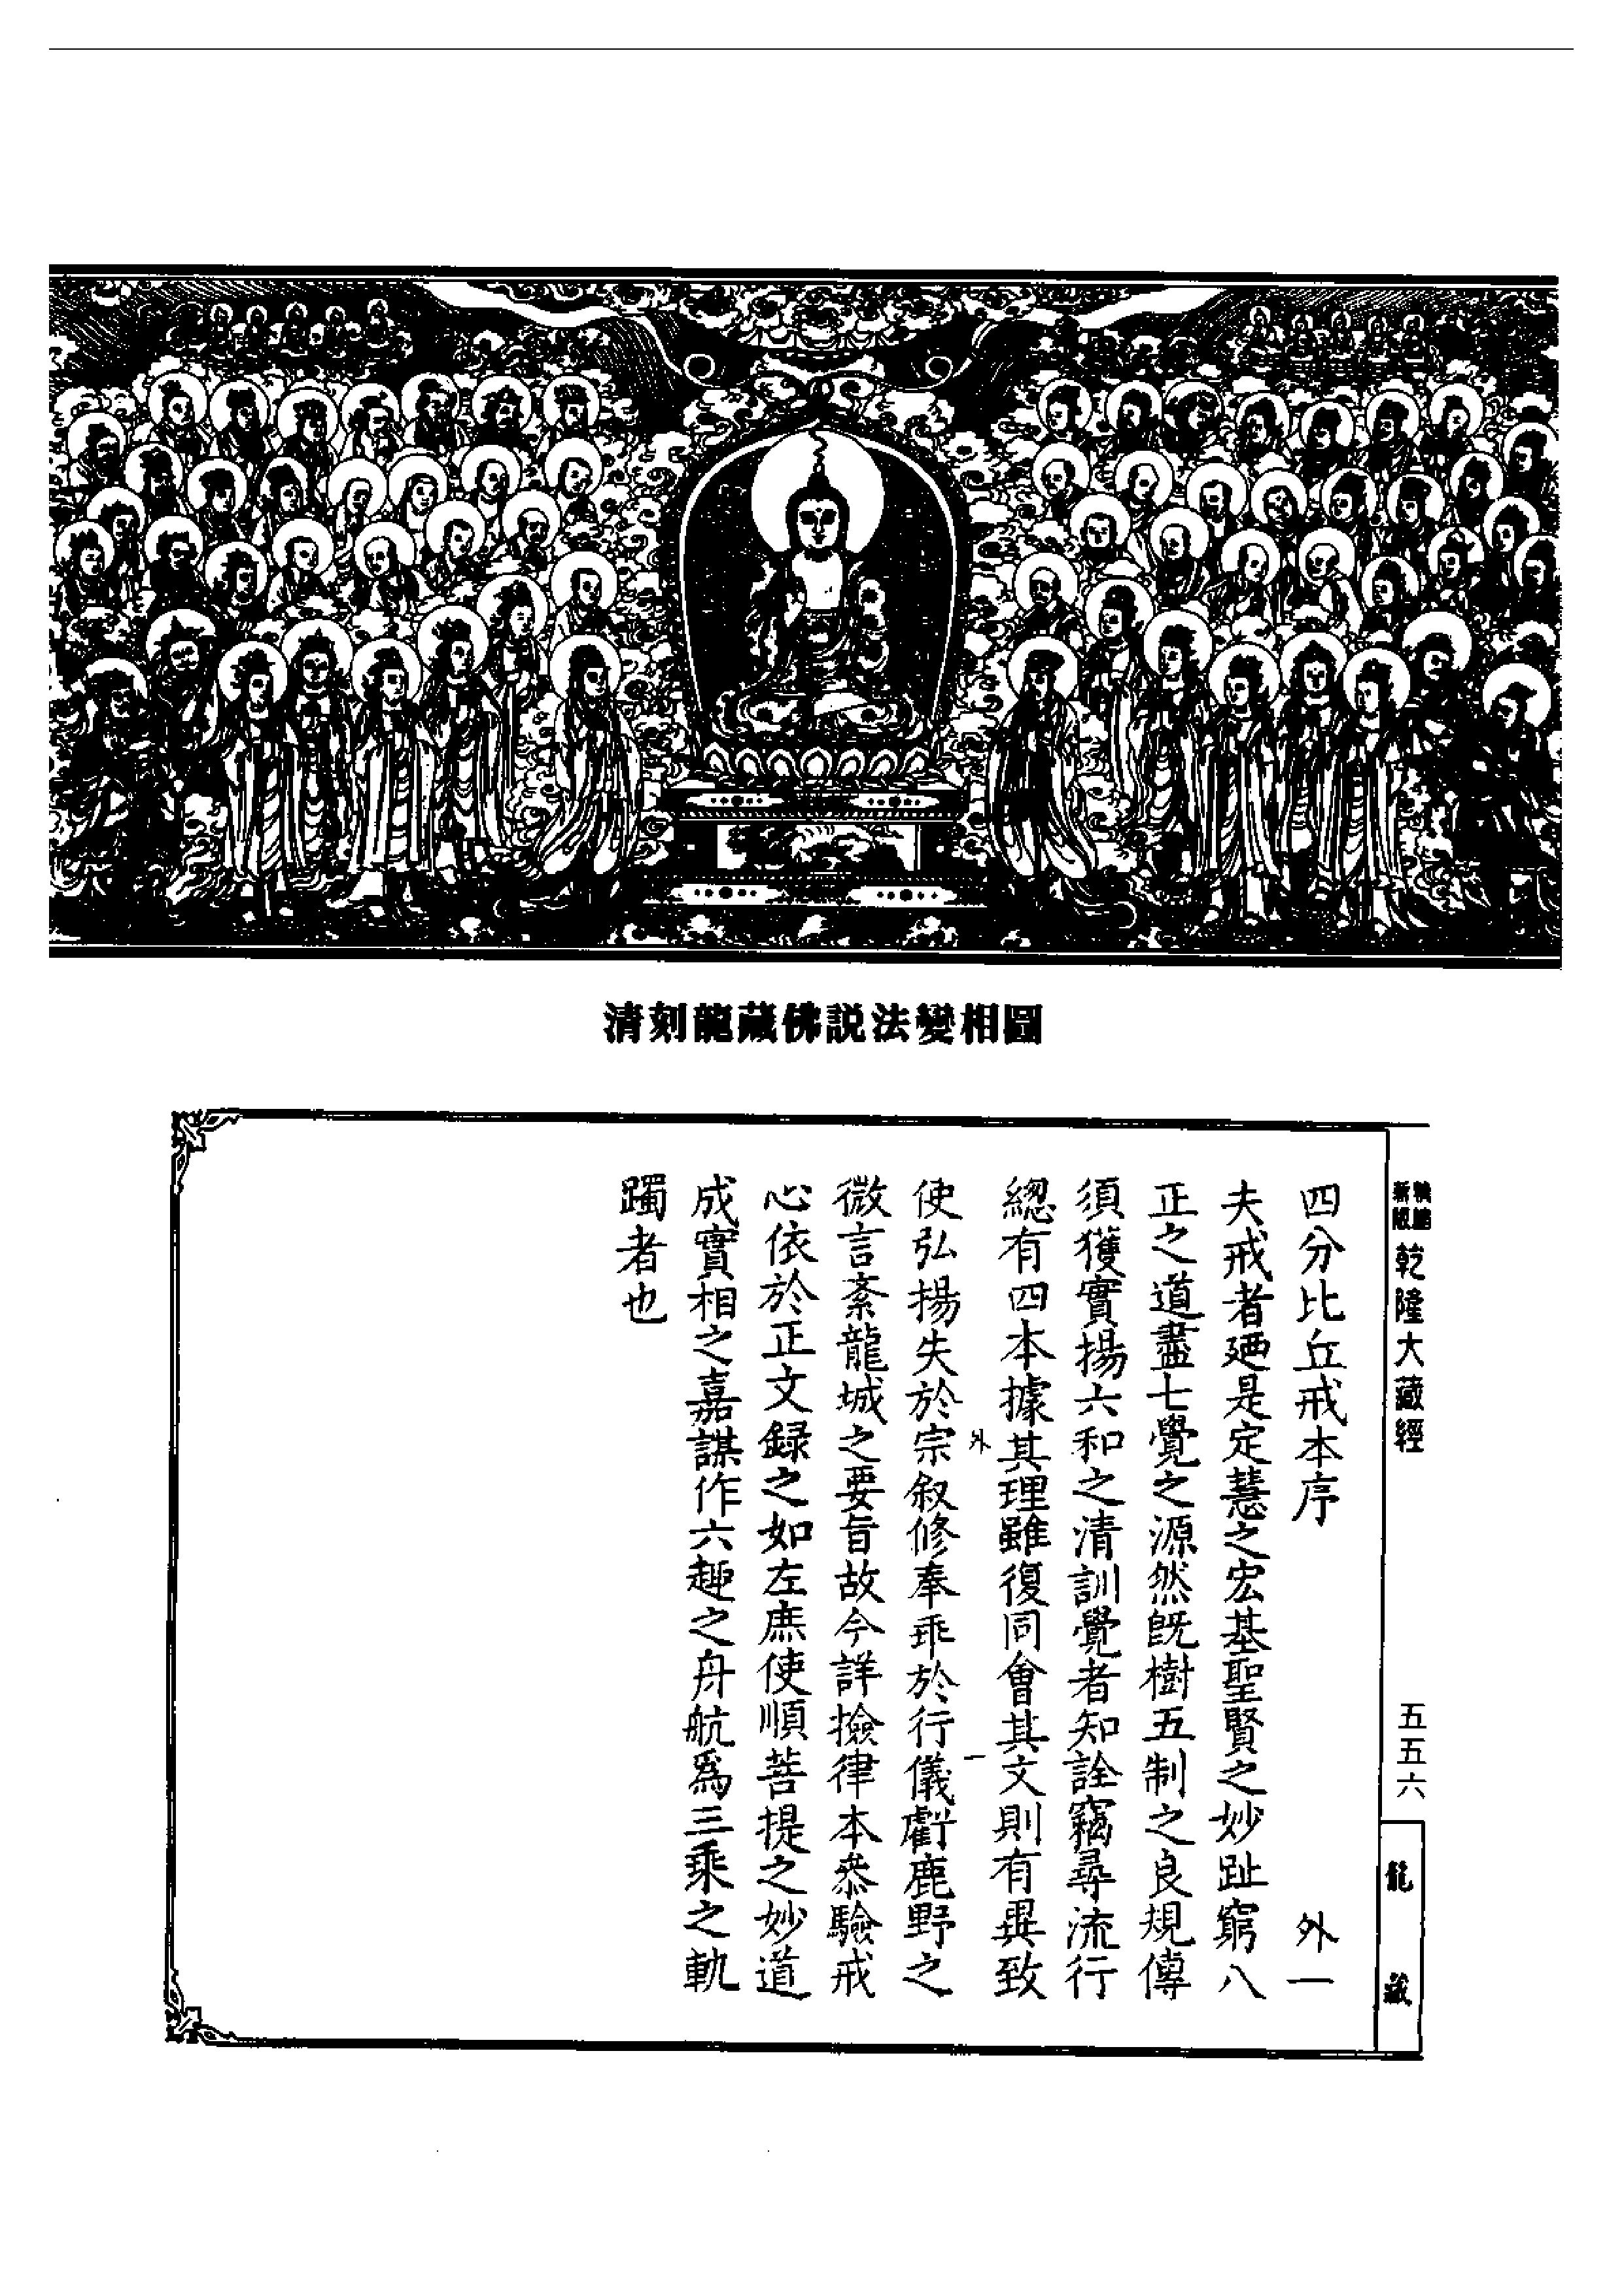 清刻龍藏佛説法變相圖
新版
乾隆大藏經
五五六
龍藏
四分比丘戒本序 外一
夫戒者廼是定慧之宏基聖賢之妙趾窮八
正之道盡七覺之源然旣樹五制之良規傳
須獲實揚六和之清訓覺者知詮竊尋流行
總有四本據其理雖復同會其文則有異致
外 一
使弘揚失於宗叙修奉乖於行儀虧鹿野之
微言紊龍城之要旨故今詳撿律本叅驗戒
心依於正文録之如左庶使順菩提之妙道
成實相之嘉謀作六趣之舟航爲三乘之軌
躅者也